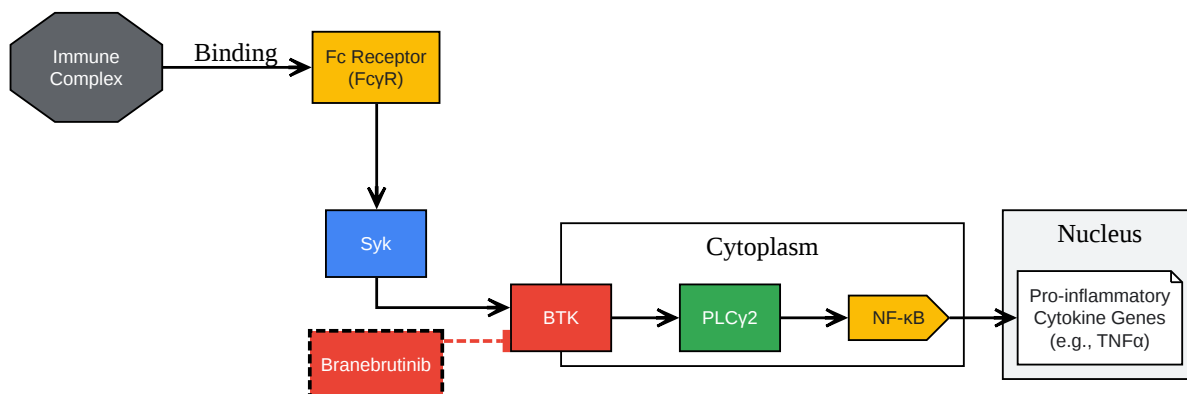 Immune
Complex
Binding
Fc Receptor
(FcγR)
Syk
Cytoplasm
Nucleus
BTK
PLCγ2
NF-κB
Pro-inflammatory
Cytokine Genes
(e.g., TNFα)
Branebrutinib